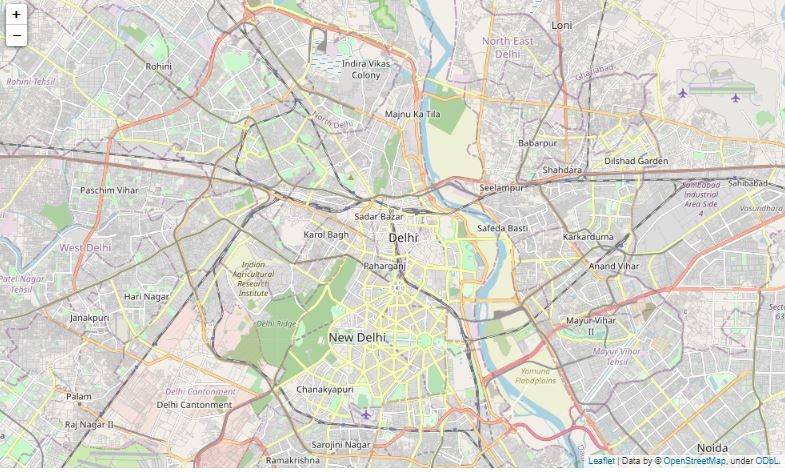 +
−
Loni
North East
Delhi
Rohini
Indira Vikas
Colony
Rohini Tehsil
Ghaziabad
Majnu Ka Tila
North Delhi
Babarpur
Dilshad Garden
Shahdara
Paschim Vihar
Seelampur
Sahibabad
Industrial
Area Side
4
Sahibabad
Vasundhara
Sadar Bazar
Safeda Basti
Karol Bagh
Delhi
Karkarduma
West Delhi
Indian
Agricultural
Research
Institute
Paharganj
Anand Vihar
Patel Nagar
Tehsil
Hari Nagar
Janakpuri
Delhi Ridge
New Delhi
Mayur Vihar
II
Mayur Vihar
Tehsil
Yamuna
Floodplains
Delhi Cantonment
Delhi Cantonment
Chanakyapuri
Palam
Raj Nagar II
Sarojini Nagar
Ramakrishna
Noida
Leaflet | Data by © OpenStreetMap, under ODbL.